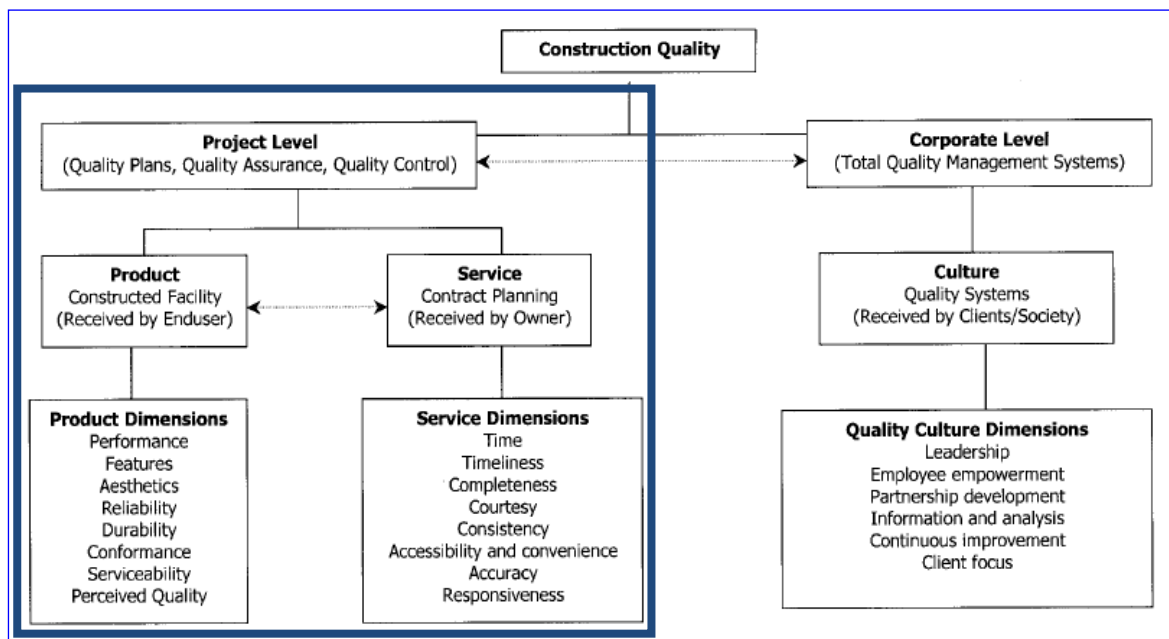 Construction Quality
Project Level
(Quality Plans, Quality Assurance, Quality Control)
Corporate Level
(Total Quality Management Systems)
Product
Constructed Facility
(Received by Enduser)
Service
Contract Planning
(Received by Owner)
Culture
Quality Systems
(Received by Clients/Society)
Product Dimensions
Performance
Features
Aesthetics
Reliability
Durability
Conformance
Serviceability
Perceived Quality
Service Dimensions
Time
Timeliness
Completeness
Courtesy
Consistency
Accessibility and convenience
Accuracy
Responsiveness
Quality Culture Dimensions
Leadership
Employee empowerment
Partnership development
Information and analysis
Continuous improvement
Client focus